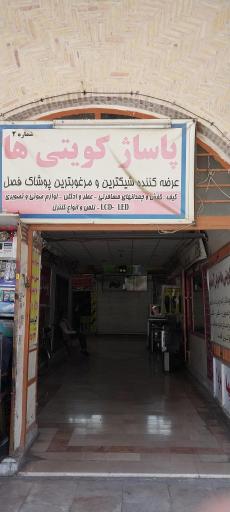 شماره ۲
پاساژ کویتی ها
عرضه کننده شیکترین و مرغوبترین پوشاک فصل
کیف - کفش و چمدانهای مسافرتی - عطر و ادکلن - لوازم صوتی و تصویری
LCD- LED - تلفن و انواع کنترل